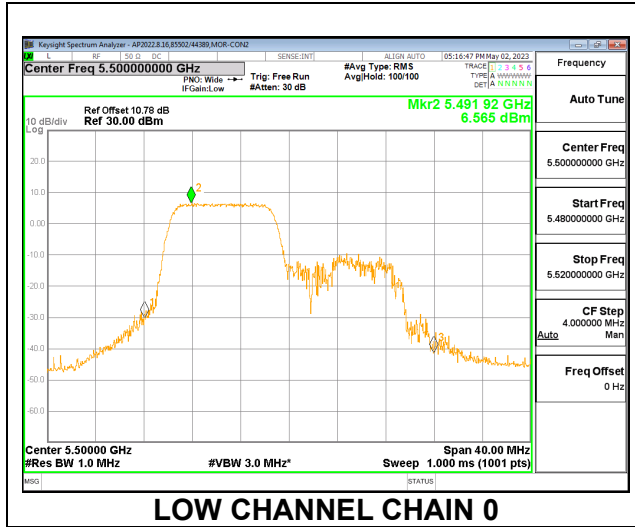 Keysight Spectrum Analyzer - AP2022.8.16,85502/44389,MOR-CON2
L RF 50 Ω DC SENSE:INT ALIGN AUTO 05:16:47 PM May 02, 2023
Center Freq 5.500000000 GHz
PNO: Wide
IFGain:Low
Trig: Free Run
#Atten: 30 dB
#Avg Type: RMS
Avg|Hold: 100/100
TRACE 1 2 3 4 5 6
TYPE A WWWWW
DET A N N N N N
Ref Offset 10.78 dB
Ref 30.00 dBm
10 dB/div
Log
Mkr2 5.491 92 GHz
6.565 dBm
20.0
10.0
0.00
-10.0
-20.0
-30.0
-40.0
-50.0
-60.0
2
3
Center 5.50000 GHz
#Res BW 1.0 MHz
#VBW 3.0 MHz*
Span 40.00 MHz
Sweep 1.000 ms (1001 pts)
MSG
STATUS
Frequency
Auto Tune
Center Freq
5.500000000 GHz
Start Freq
5.480000000 GHz
Stop Freq
5.520000000 GHz
CF Step
4.000000 MHz
Auto Man
Freq Offset
0 Hz
LOW CHANNEL CHAIN 0